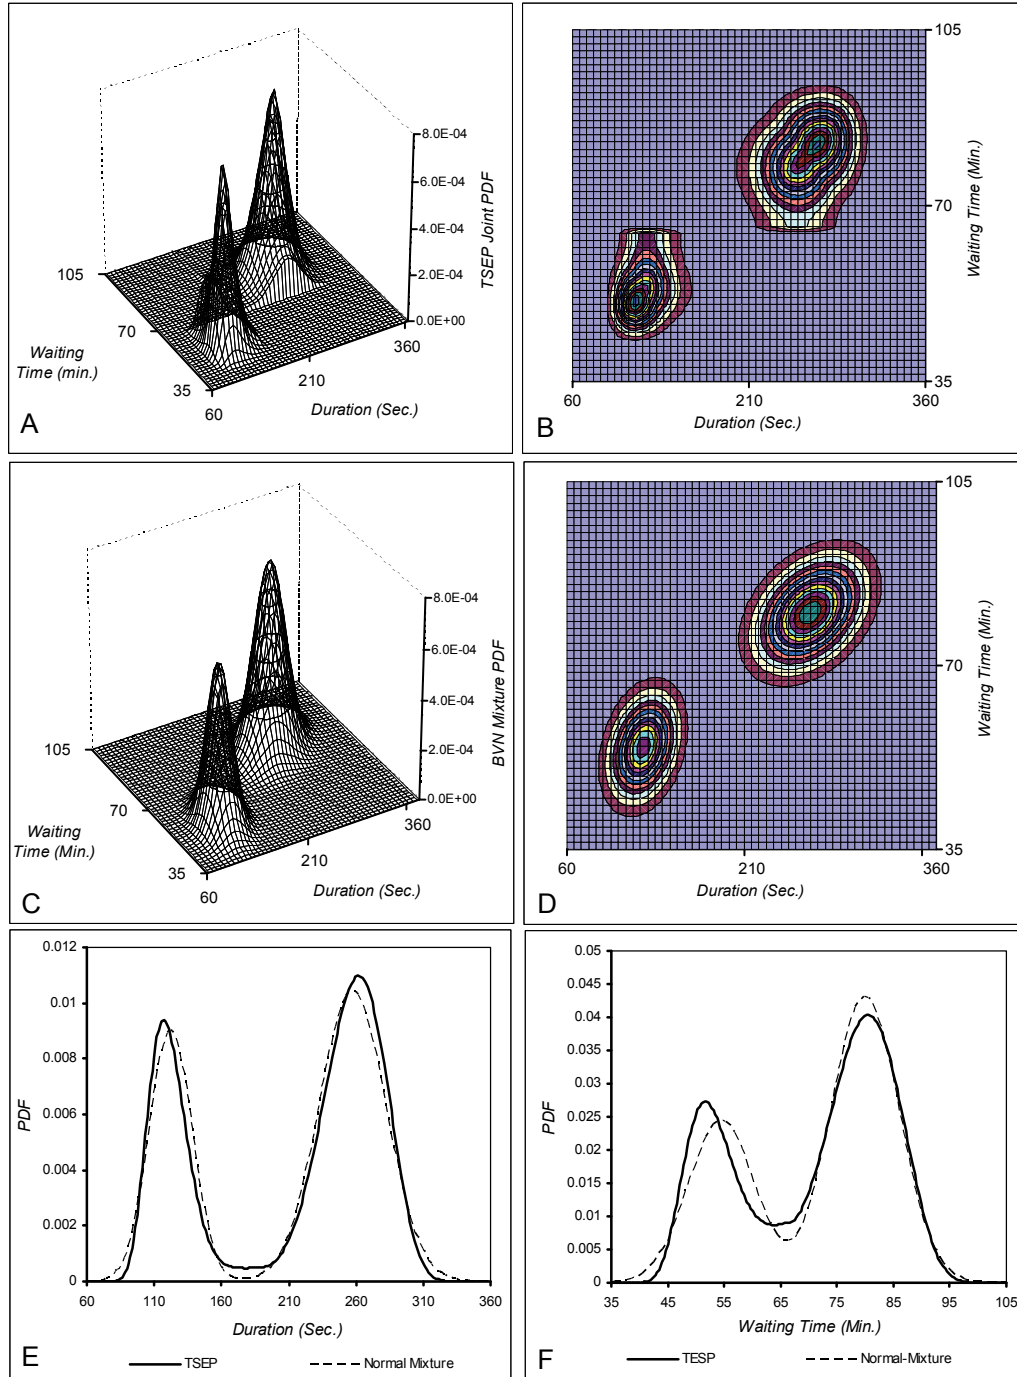 8.0E-04
6.0E-04
4.0E-04
2.0E-04
0.0E+00
TSEP Joint PDF
105
70
35
Waiting
Time (min.)
60
210
360
Duration (Sec.)
A
105
70
35
Waiting Time (Min.)
60
210
360
Duration (Sec.)
B
8.0E-04
6.0E-04
4.0E-04
2.0E-04
0.0E+00
BVN Mixture PDF
105
70
35
Waiting
Time (Min.)
60
210
360
Duration (Sec.)
C
105
70
35
Waiting Time (Min.)
60
210
360
Duration (Sec.)
D
0.012
0.01
0.008
0.006
0.004
0.002
0
PDF
60
110
160
210
260
310
360
Duration (Sec.)
E
TSEP
Normal Mixture
0.05
0.045
0.04
0.035
0.03
0.025
0.02
0.015
0.01
0.005
0
PDF
35
45
55
65
75
85
95
105
Waiting Time (Min.)
F
TESP
Normal-Mixture